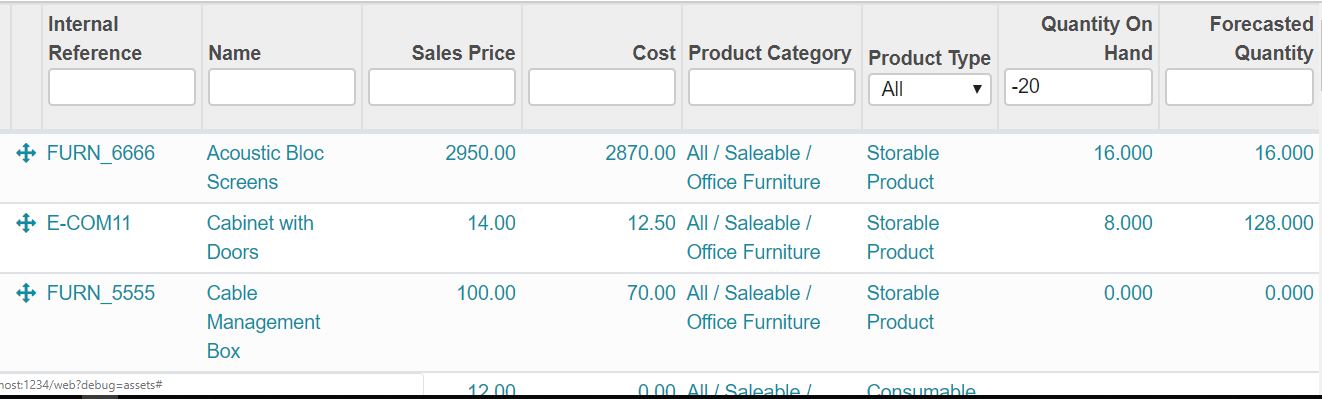 Internal Reference Name Sales Price Cost Product Category Product Type Quantity On Hand Forecasted Quantity
All ▼ -20
FURN_6666 Acoustic Bloc 2950.00 2870.00 All / Saleable / Storable 16.000 16.000
Screens Office Furniture Product
E-COM11 Cabinet with 14.00 12.50 All / Saleable / Storable 8.000 128.000
Doors Office Furniture Product
FURN_5555 Cable 100.00 70.00 All / Saleable / Storable 0.000 0.000
Management Office Furniture Product
Box
host:1234/web?debug=assets# 12.00 0.00 All / Saleable / Consumable